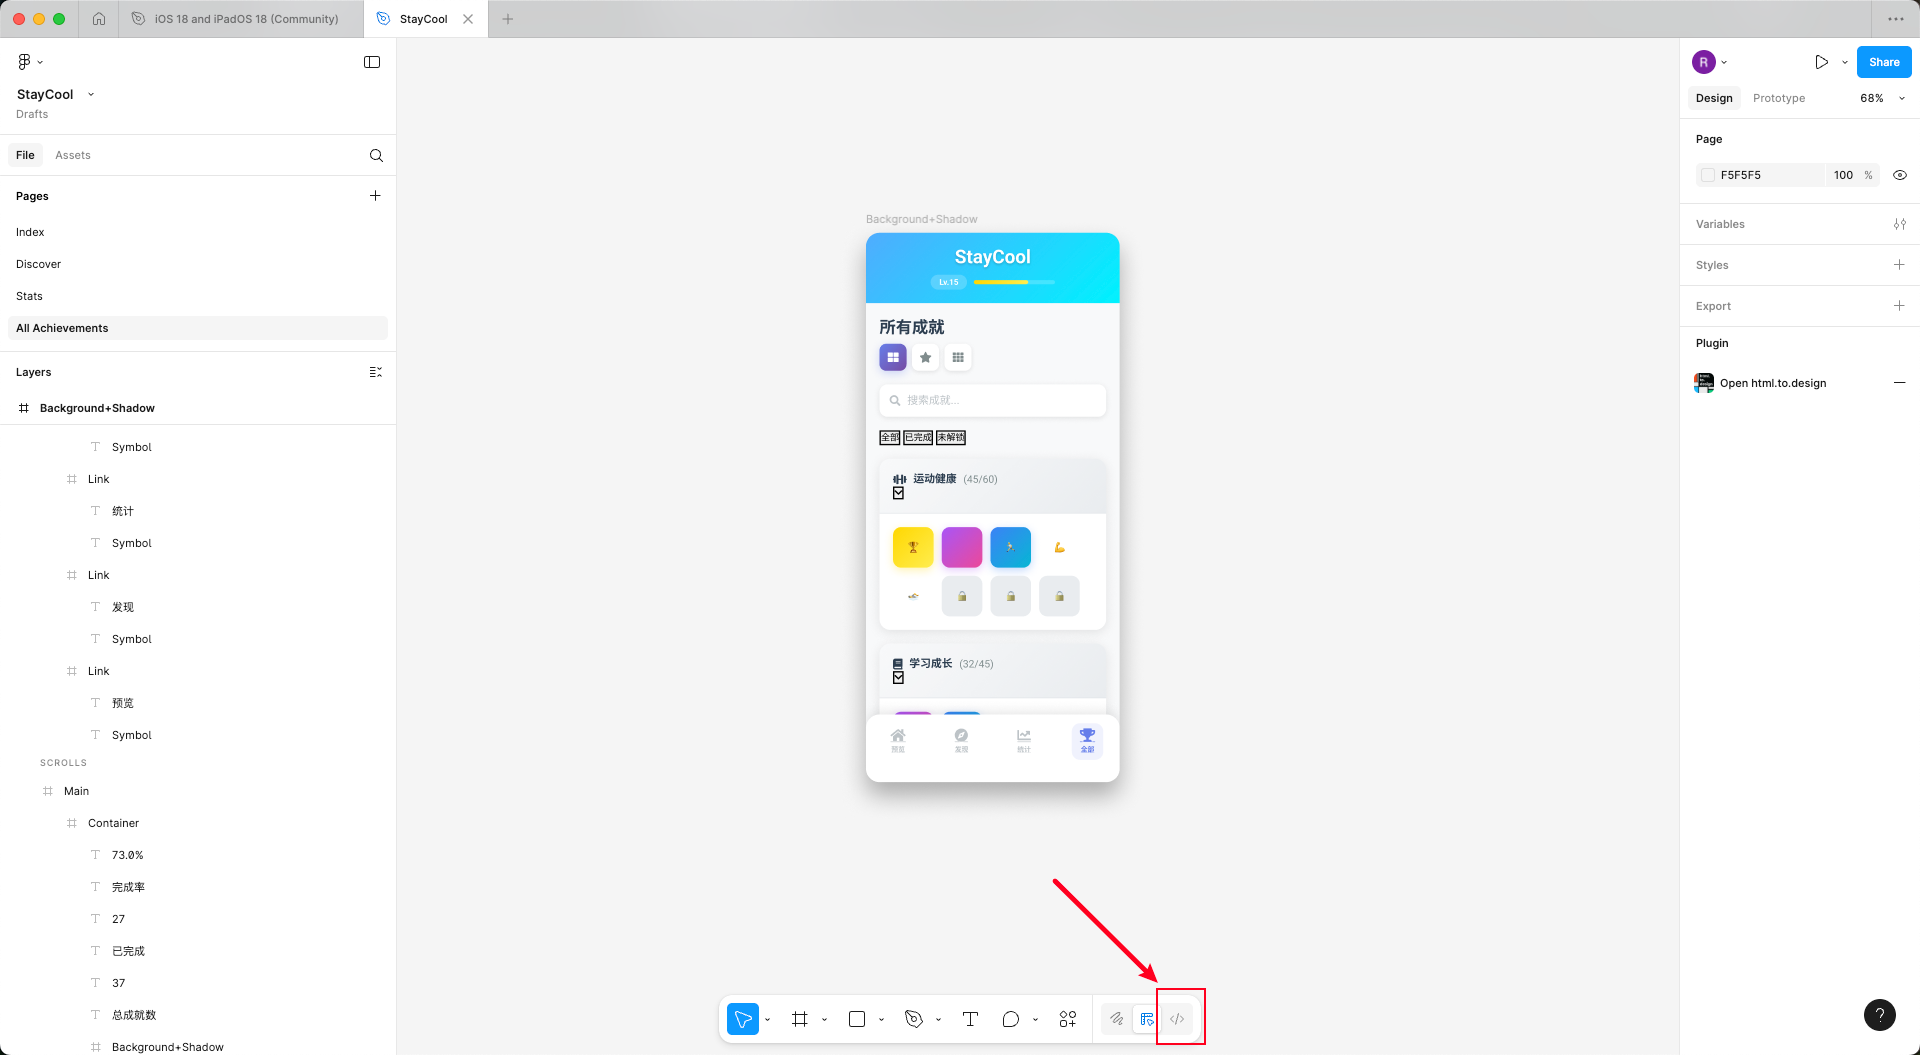 iOS 18 and iPadOS 18 (Community)
StayCool
StayCool
Drafts
File
Assets
Pages
Index
Discover
Stats
All Achievements
Layers
Background+Shadow
Symbol
Link
统计
Symbol
Link
发现
Symbol
Link
预览
Symbol
SCROLLS
Main
Container
73.0%
完成率
27
已完成
37
总成就数
Background+Shadow
Background+Shadow
StayCool
Lv.15
所有成就
搜索成就...
全部 已完成 未解锁
运动健康 (45/60)
学习成长 (32/45)
预览 发现 统计 全部
R
Share
Design
Prototype
68%
Page
F5F5F5
100 %
Variables
Styles
Export
Plugin
Open html.to.design
?